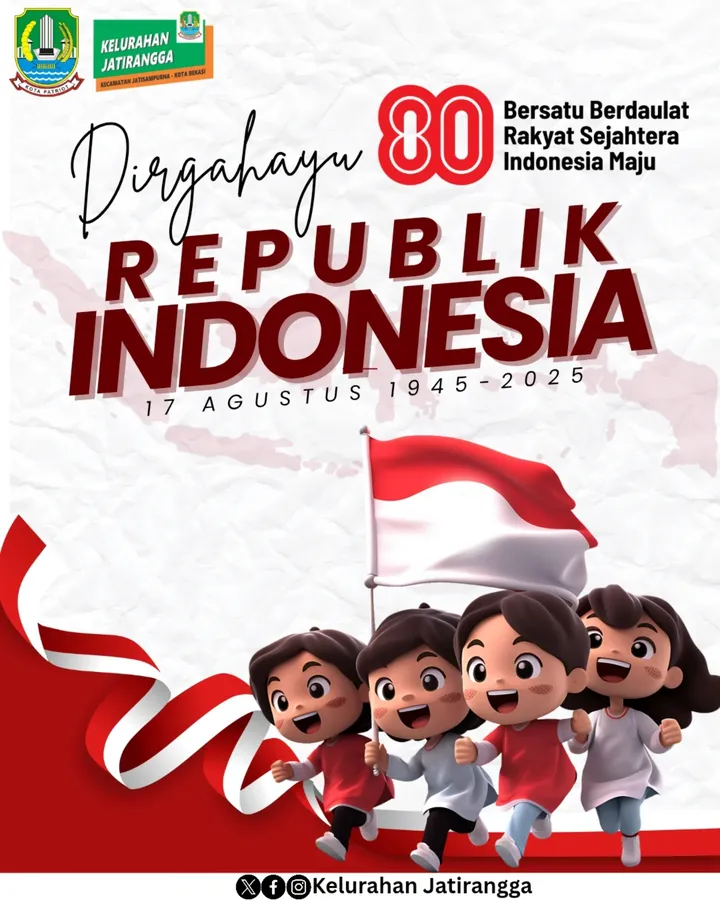 KOTA PATRIOT
KELURAHAN
JATIRANGGA
KECAMATAN JATISAMPURNA - KOTA BEKASI
Dirgahayu
80
Bersatu Berdaulat
Rakyat Sejahtera
Indonesia Maju
REPUBLIK
INDONESIA
17 AGUSTUS 1945-2025
Kelurahan Jatirangga